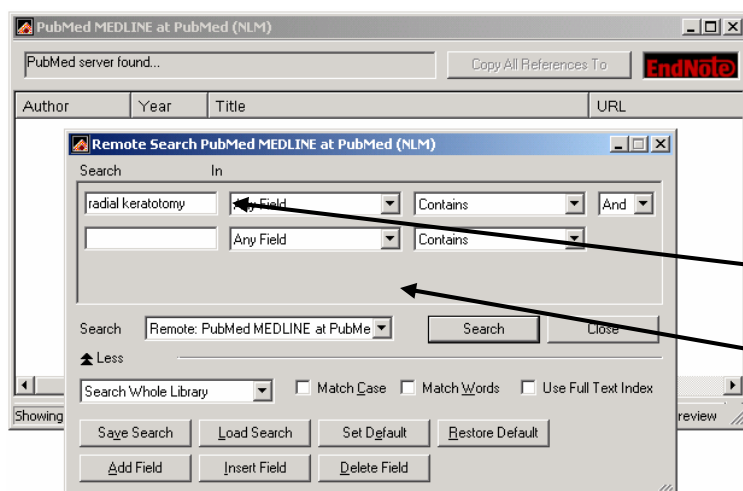 PubMed MEDLINE at PubMed (NLM)
PubMed server found...
Copy All References To
EndNote
Author Year Title URL
Remote Search PubMed MEDLINE at PubMed (NLM)
Search In
radial keratotomy Any Field Contains And
Any Field Contains
Search Remote: PubMed MEDLINE at PubMe Search Close
Less
Search Whole Library Match Case Match Words Use Full Text Index
Showing review
Save Search Load Search Set Default Restore Default
Add Field Insert Field Delete Field